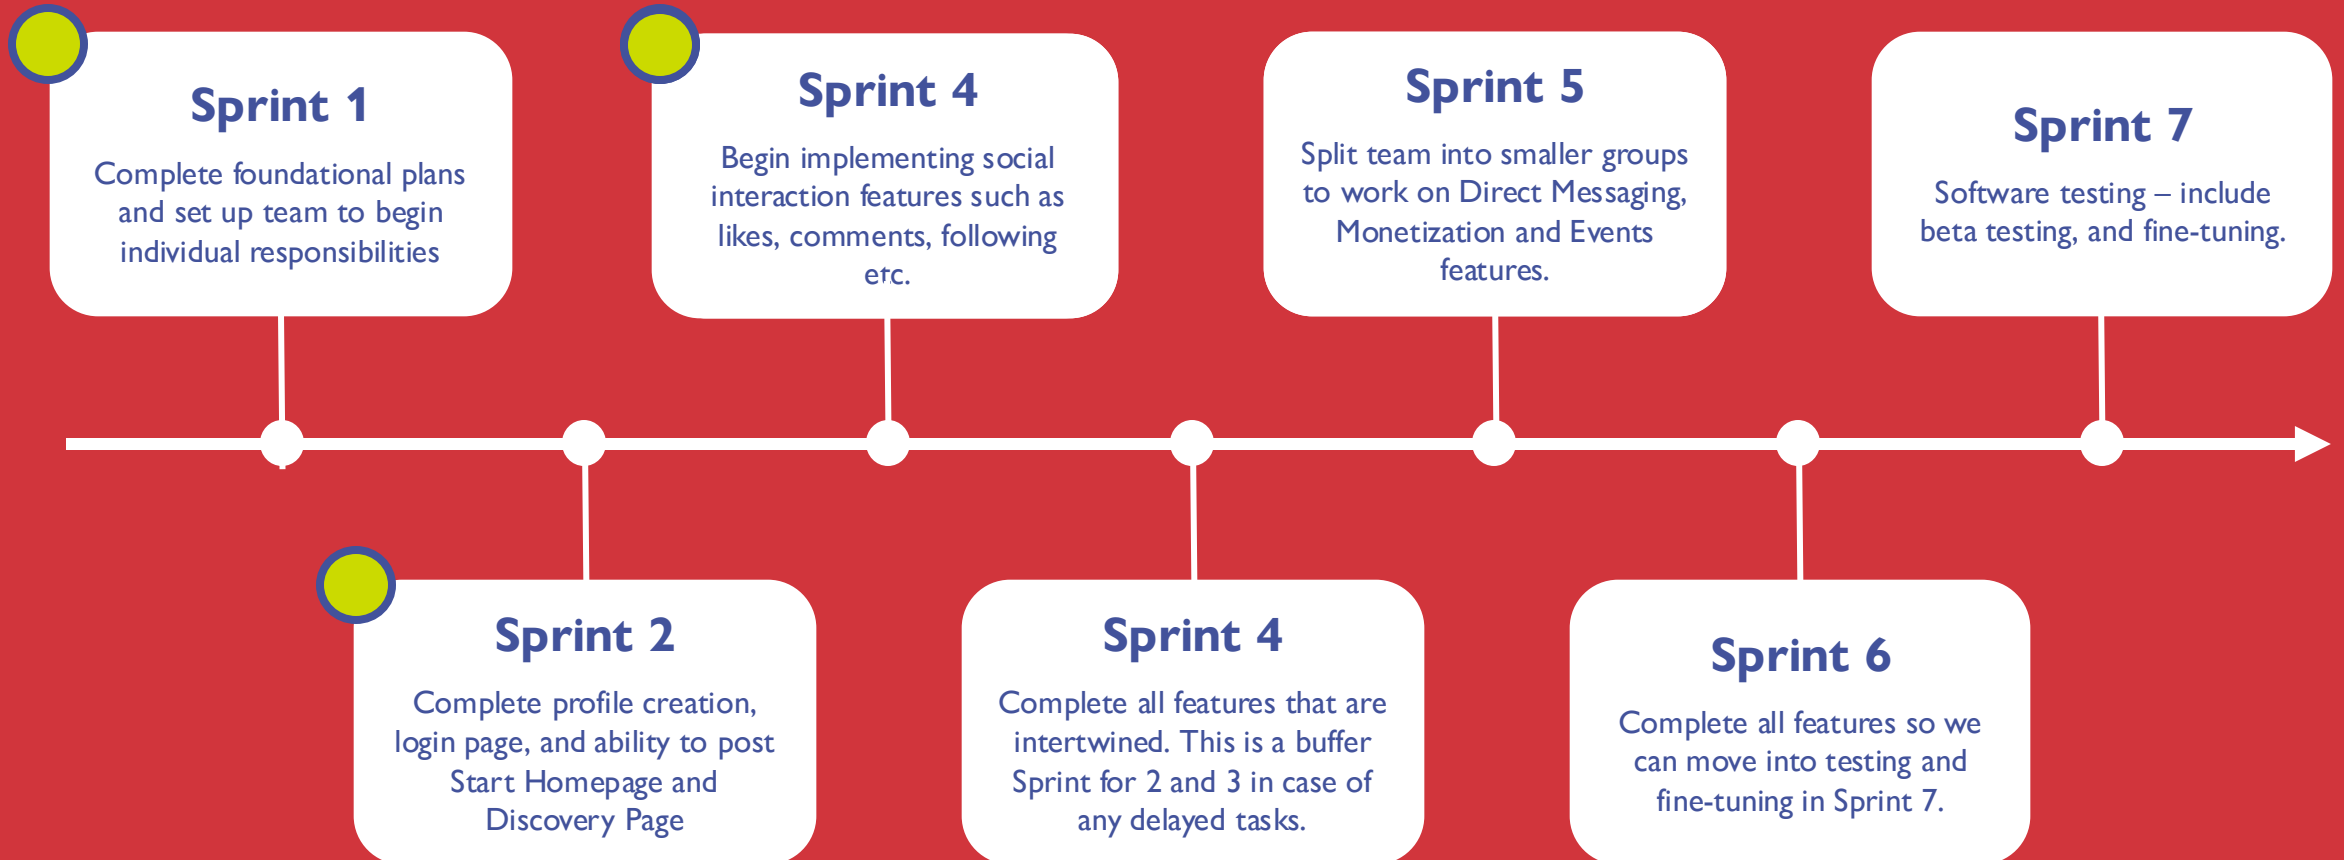 Sprint 1
Complete foundational plans
and set up team to begin
individual responsibilities
Sprint 4
Begin implementing social
interaction features such as
likes, comments, following
etc.
Sprint 5
Split team into smaller groups
to work on Direct Messaging,
Monetization and Events
features.
Sprint 7
Software testing – include
beta testing, and fine-tuning.
Sprint 2
Complete profile creation,
login page, and ability to post
Start Homepage and
Discovery Page
Sprint 4
Complete all features that are
intertwined. This is a buffer
Sprint for 2 and 3 in case of
any delayed tasks.
Sprint 6
Complete all features so we
can move into testing and
fine-tuning in Sprint 7.